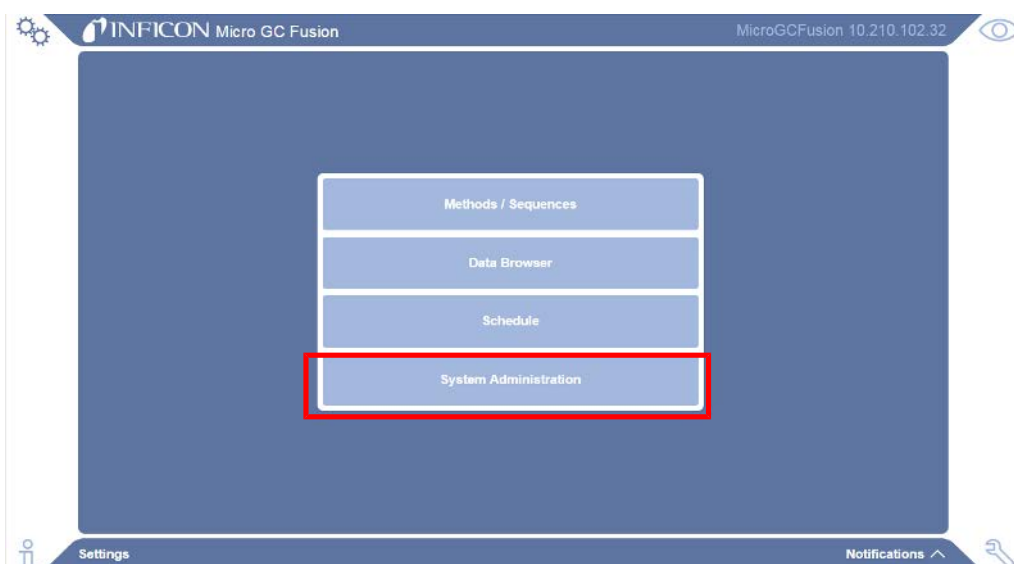 INFICON Micro GC Fusion
MicroGCFusion 10.210.102.32
Methods / Sequences
Data Browser
Schedule
System Administration
Settings
Notifications